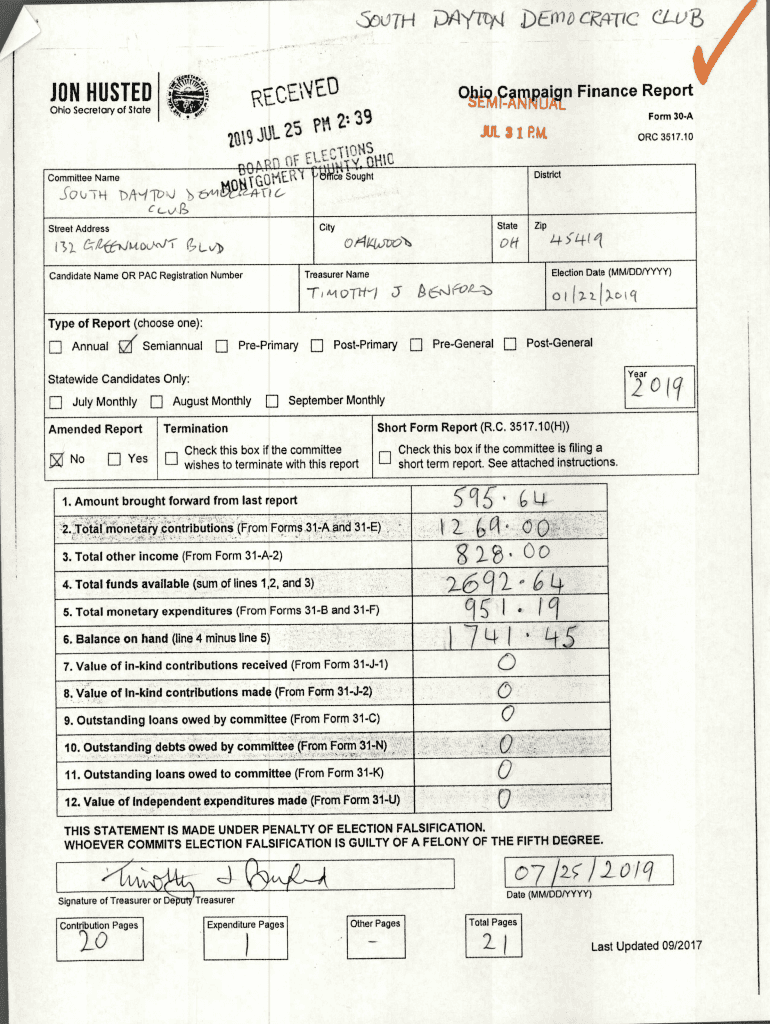 SOUTH DAYTON DEMOCRATIC CLUB
JON HUSTED
Ohio Secretary of State
RECEIVED
2019 JUL 25 PM 2:39
BOARD OF ELECTIONS
MONTGOMERY COUNTY, OHIO
Ohio Campaign Finance Report
SEMI-ANNUAL
JUL 31 P.M.
Form 30-A
ORC 3517.10
Committee Name
SOUTH DAYTON DEMOCRATIC
CLUB
Office Sought
District
Street Address
132 GREENMOUNT BLVD
City
OAKWOOD
State
OH
Zip
45419
Candidate Name OR PAC Registration Number
Treasurer Name
TIMOTHY J BENFORD
Election Date (MM/DD/YYYY)
01/22/2019
Type of Report (choose one):
Annual Semiannual Pre-Primary Post-Primary Pre-General Post-General
Statewide Candidates Only:
July Monthly August Monthly September Monthly
Year
2019
Amended Report
No Yes
Termination
Check this box if the committee
wishes to terminate with this report
Short Form Report (R.C. 3517.10(H))
Check this box if the committee is filing a
short term report. See attached instructions.
1. Amount brought forward from last report 595.64
2. Total monetary contributions (From Forms 31-A and 31-E) 1269.00
3. Total other income (From Form 31-A-2) 828.00
4. Total funds available (sum of lines 1,2, and 3) 2692.64
5. Total monetary expenditures (From Forms 31-B and 31-F) 951.19
6. Balance on hand (line 4 minus line 5) 1741.45
7. Value of in-kind contributions received (From Form 31-J-1) 0
8. Value of In-kind contributions made (From Form 31-J-2) 0
9. Outstanding loans owed by committee (From Form 31-C) 0
10. Outstanding debts owed by committee (From Form 31-N) 0
11. Outstanding loans owed to committee (From Form 31-K) 0
12. Value of Independent expenditures made (From Form 31-U) 0
THIS STATEMENT IS MADE UNDER PENALTY OF ELECTION FALSIFICATION.
WHOEVER COMMITS ELECTION FALSIFICATION IS GUILTY OF A FELONY OF THE FIFTH DEGREE.
Timothy J Benford
Signature of Treasurer or Deputy Treasurer
07/25/2019
Date (MM/DD/YYYY)
Contribution Pages
20
Expenditure Pages
1
Other Pages
-
Total Pages
21
Last Updated 09/2017